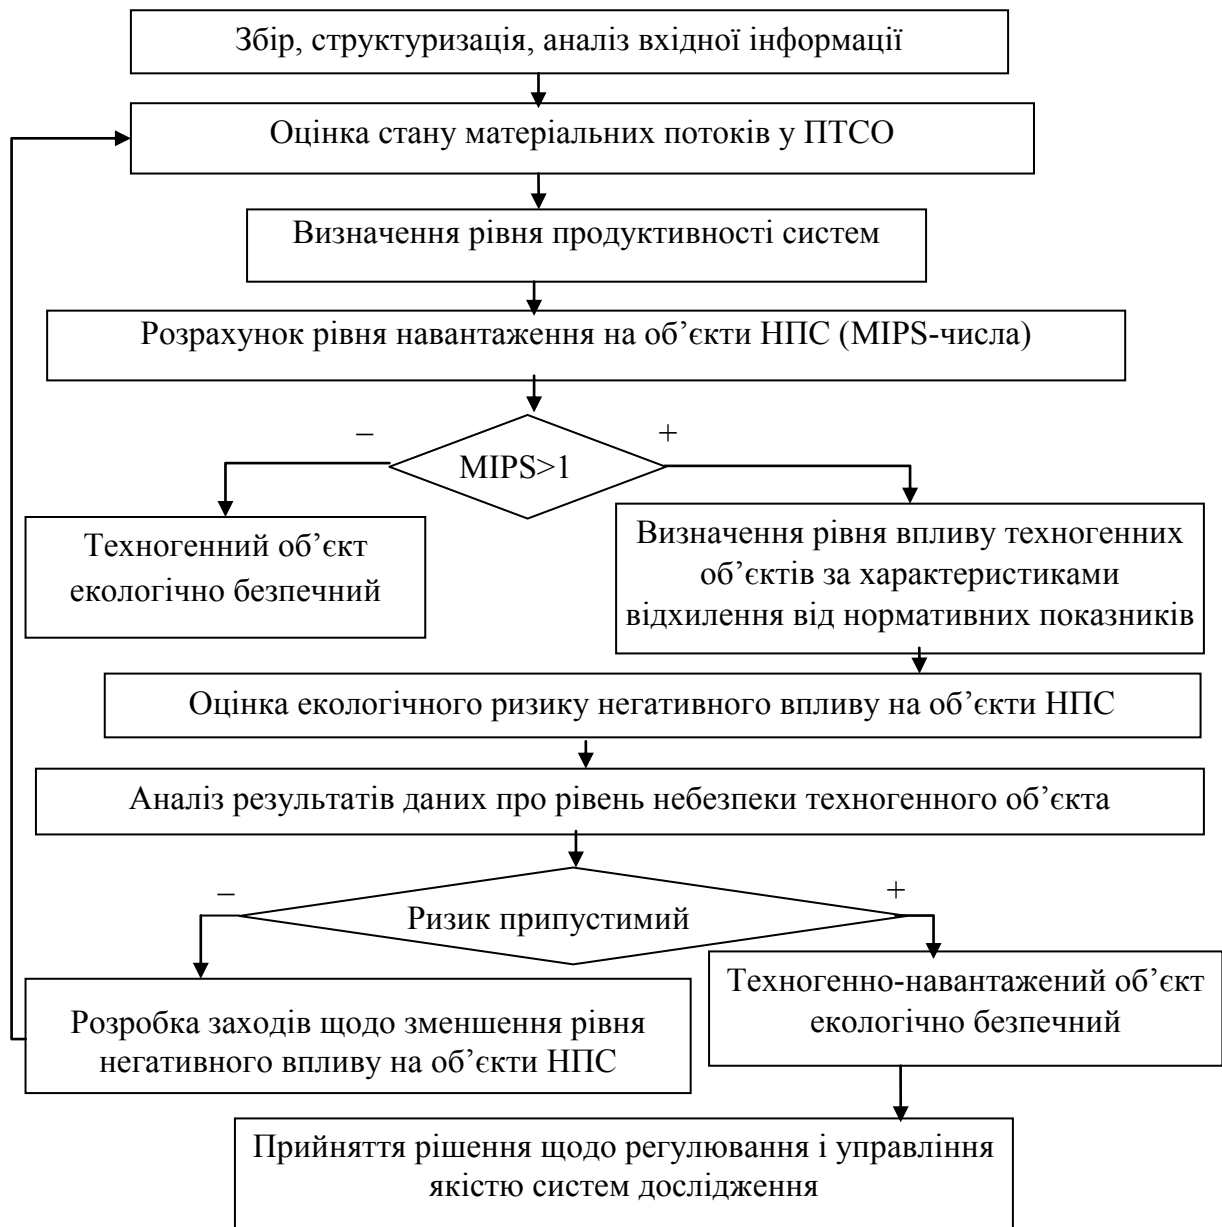 Збір, структуризація, аналіз вхідної інформації
Оцінка стану матеріальних потоків у ПТСО
Визначення рівня продуктивності систем
Розрахунок рівня навантаження на об’єкти НПС (MIPS-числа)
–
+
MIPS>1
Техногенний об’єкт
екологічно безпечний
Визначення рівня впливу техногенних
об’єктів за характеристиками
відхилення від нормативних показників
Оцінка екологічного ризику негативного впливу на об’єкти НПС
Аналіз результатів даних про рівень небезпеки техногенного об’єкта
–
+
Ризик припустимий
Розробка заходів щодо зменшення рівня
негативного впливу на об’єкти НПС
Техногенно-навантажений об’єкт
екологічно безпечний
Прийняття рішення щодо регулювання і управління
якістю систем дослідження